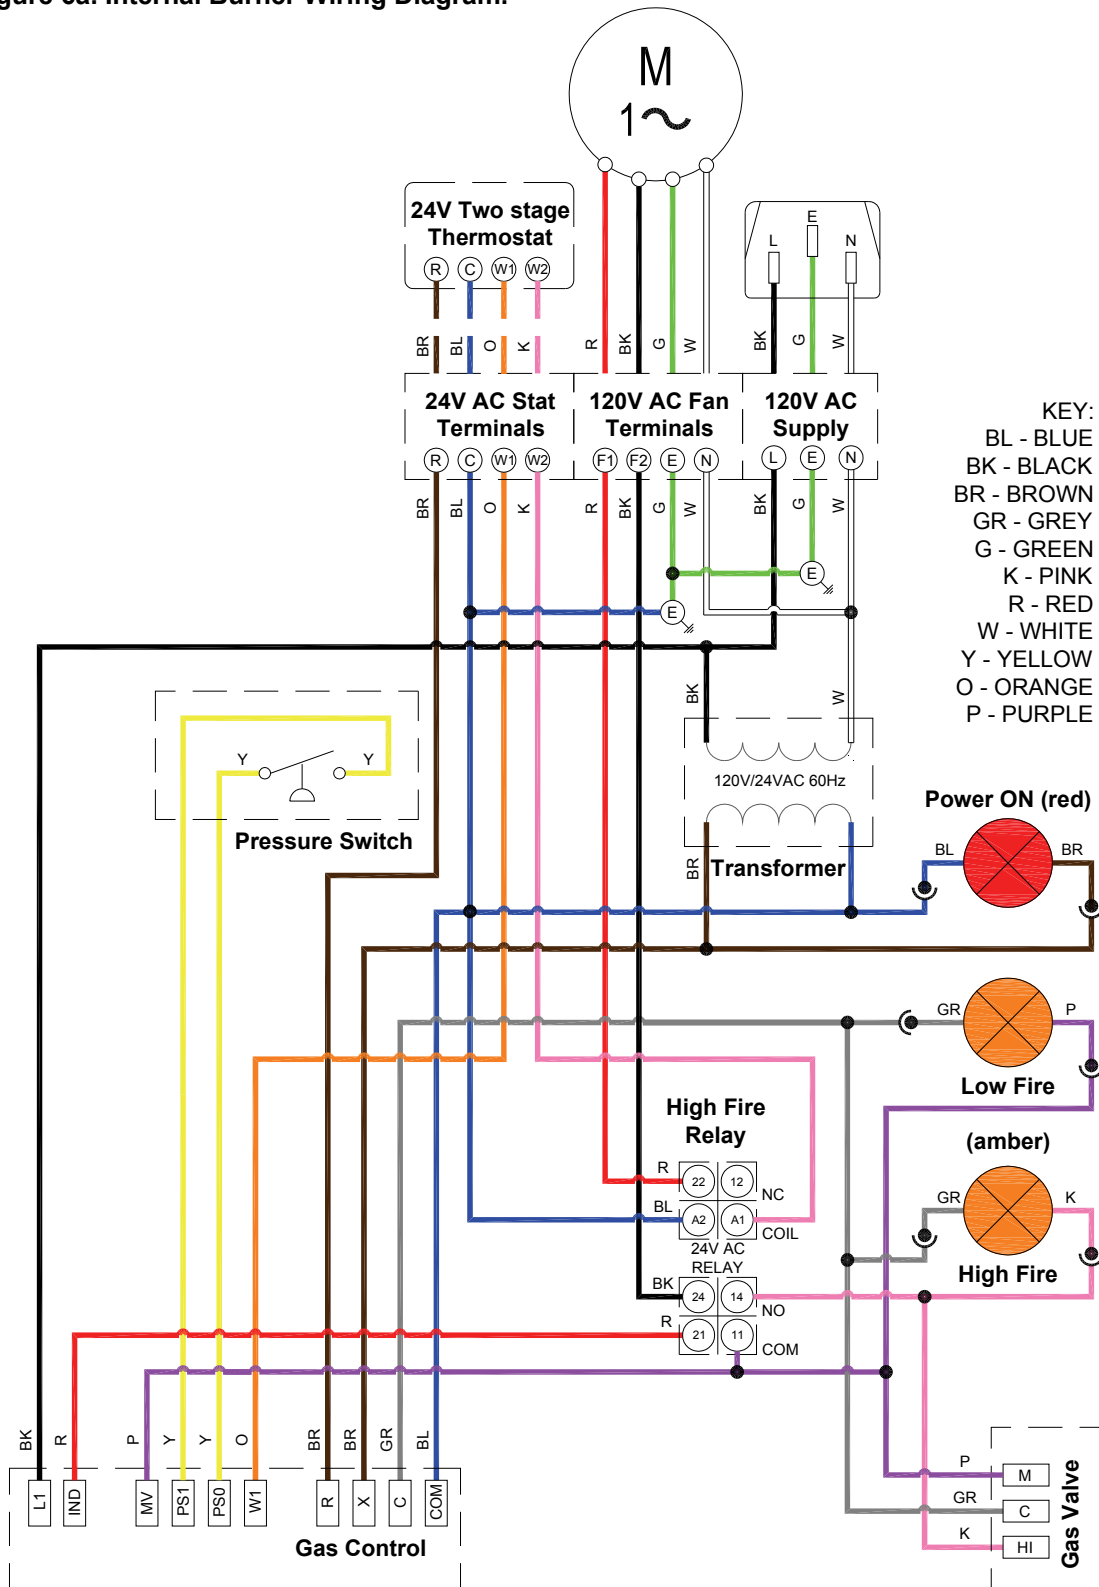 gure 6a. Internal Burner Wiring Diagram.
M
1~
24V Two stage
Thermostat
R C W1 W2
L E N
BR BL O K R BK G W BK G W
24V AC Stat
Terminals
120V AC Fan
Terminals
120V AC
Supply
R C W1 W2 F1 F2 E N L E N
BR BL O K R BK G W BK G W
E
E
KEY:
BL - BLUE
BK - BLACK
BR - BROWN
GR - GREY
G - GREEN
K - PINK
R - RED
W - WHITE
Y - YELLOW
O - ORANGE
P - PURPLE
BK W
Y Y
Pressure Switch
120V/24VAC 60Hz
Transformer
BR
Power ON (red)
BL BR
GR P
Low Fire
(amber)
GR K
High Fire
High Fire
Relay
R 22 12 NC
BL A2 A1 COIL
24V AC
RELAY
BK 24 14 NO
R 21 11 COM
BK R P Y Y O BR BR GR BL
L1 IND MV PS1 PS0 W1 R X C COM
Gas Control
P M
GR C
K HI
Gas Valve